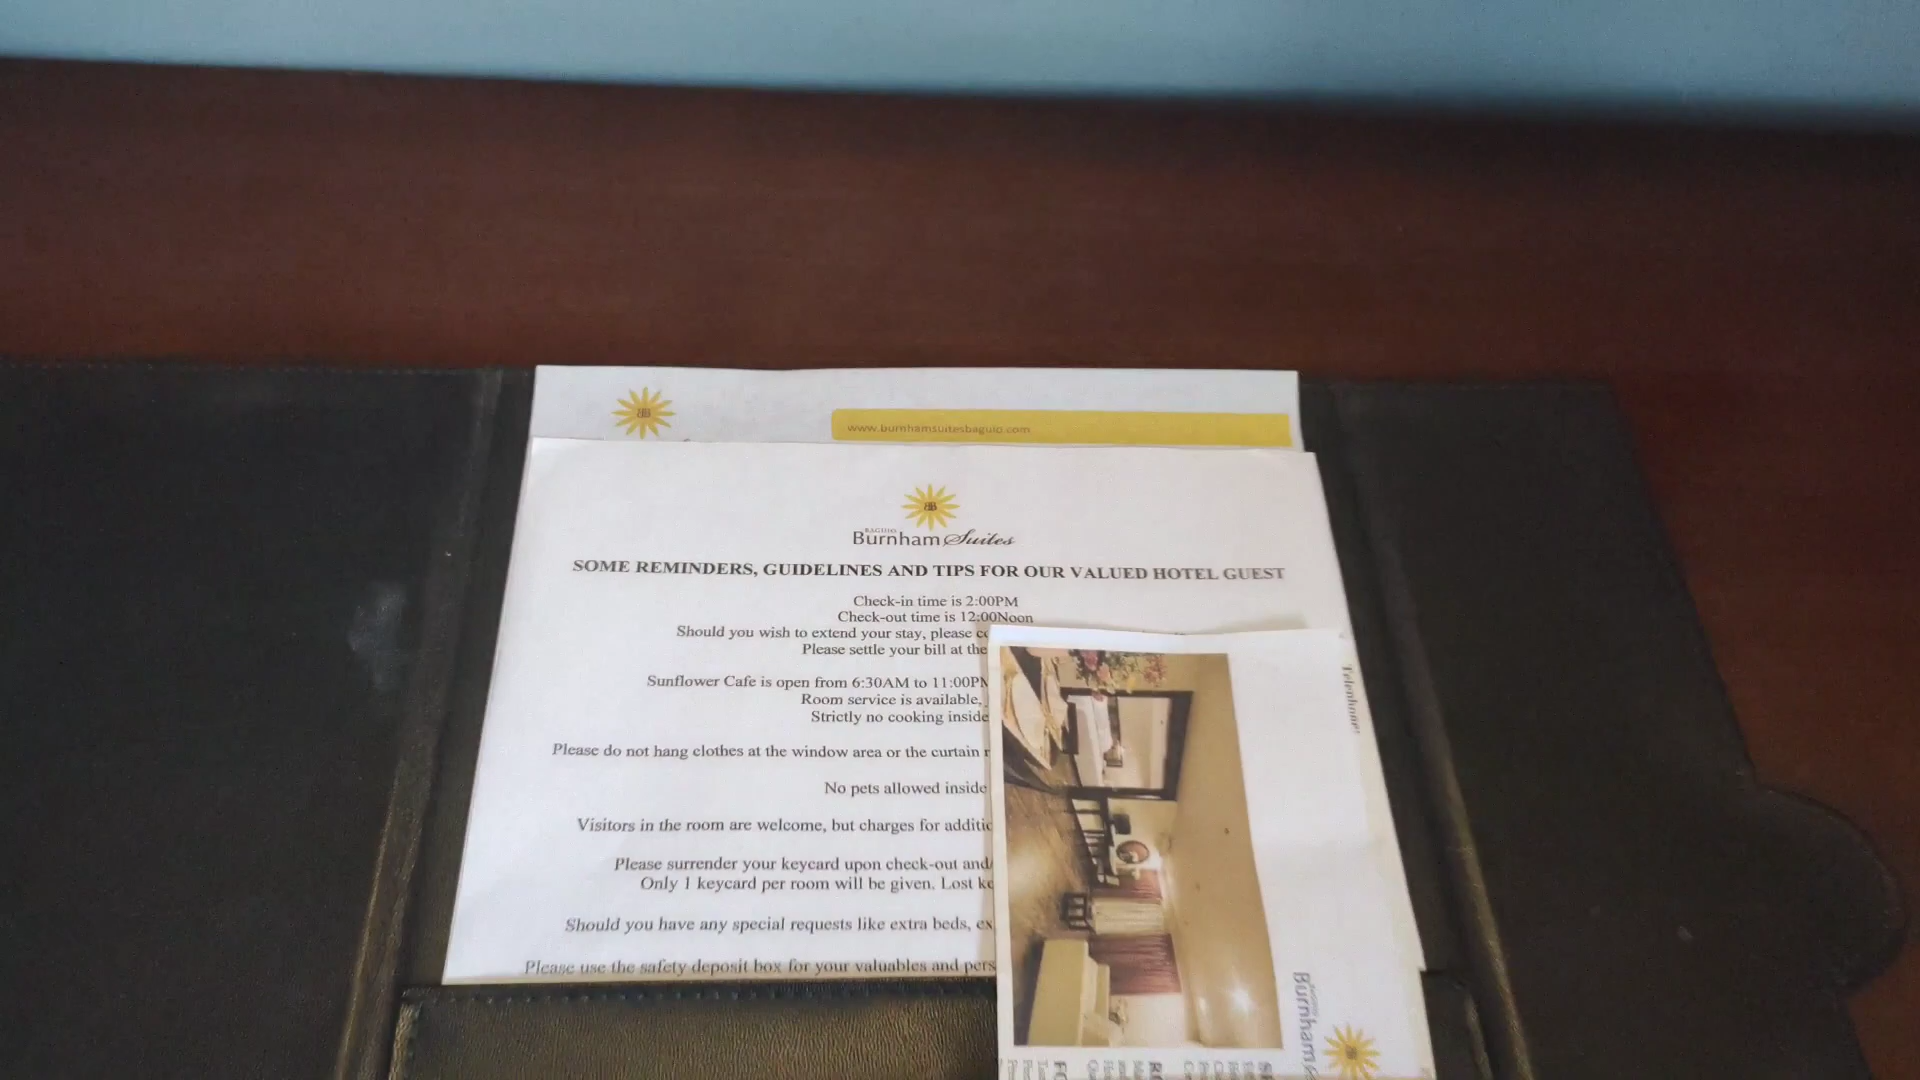 www.burnhamsuitesbaguio.com
BAGUIO
Burnham Suites
SOME REMINDERS, GUIDELINES AND TIPS FOR OUR VALUED HOTEL GUEST
Check-in time is 2:00PM
Check-out time is 12:00Noon
Should you wish to extend your stay, please
Please settle your bill at the
Sunflower Cafe is open from 6:30AM to 11:00PM
Room service is available,
Strictly no cooking inside
Please do not hang clothes at the window area or the curtain
No pets allowed inside
Visitors in the room are welcome, but charges for
Please surrender your keycard upon check-out and/
Only 1 keycard per room will be given. Lost
Should you have any special requests like extra beds,
Please use the safety deposit box for your valuables and
Telephone:
Burnham